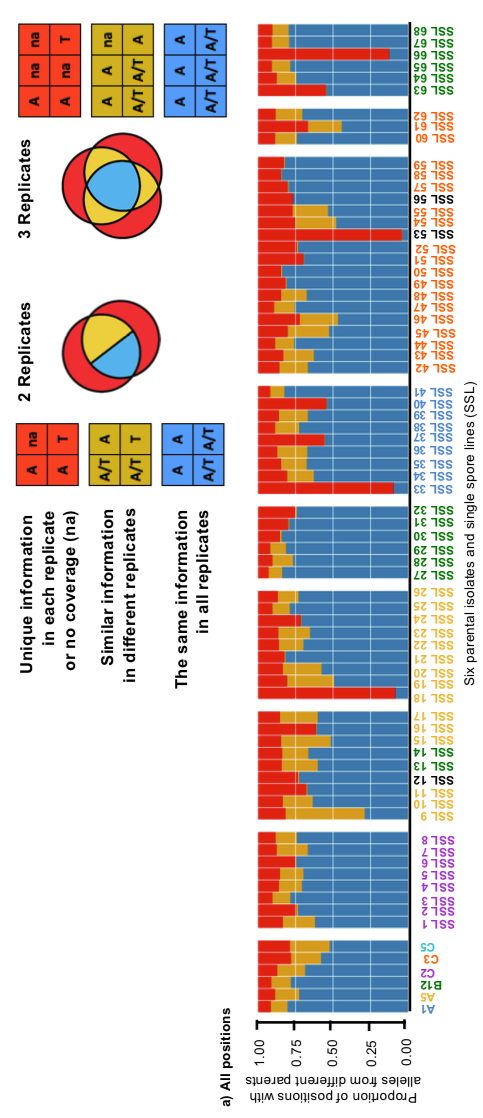 Unique information
in each replicate
or no coverage (na)
A na
A T
Similar information
in different replicates
A/T A
A/T T
The same information
in all replicates
A A
A/T A/T
2 Replicates
3 Replicates
A na na
A na T
A A na
A/T A/T A
A A A
A/T A/T A/T
a) All positions
Proportion of positions with
alleles from different parents
1.00
0.75
0.50
0.25
0.00
A1
A5
B12
C2
C3
C5
SSL 1
SSL 2
SSL 3
SSL 4
SSL 5
SSL 6
SSL 7
SSL 8
SSL 9
SSL 10
SSL 11
SSL 12
SSL 13
SSL 14
SSL 15
SSL 16
SSL 17
SSL 18
SSL 19
SSL 20
SSL 21
SSL 22
SSL 23
SSL 24
SSL 25
SSL 26
SSL 27
SSL 28
SSL 29
SSL 30
SSL 31
SSL 32
SSL 33
SSL 34
SSL 35
SSL 36
SSL 37
SSL 38
SSL 39
SSL 40
SSL 41
SSL 42
SSL 43
SSL 44
SSL 45
SSL 46
SSL 47
SSL 48
SSL 49
SSL 50
SSL 51
SSL 52
SSL 53
SSL 54
SSL 55
SSL 56
SSL 57
SSL 58
SSL 59
SSL 60
SSL 61
SSL 62
SSL 63
SSL 64
SSL 65
SSL 66
SSL 67
SSL 68
Six parental isolates and single spore lines (SSL)